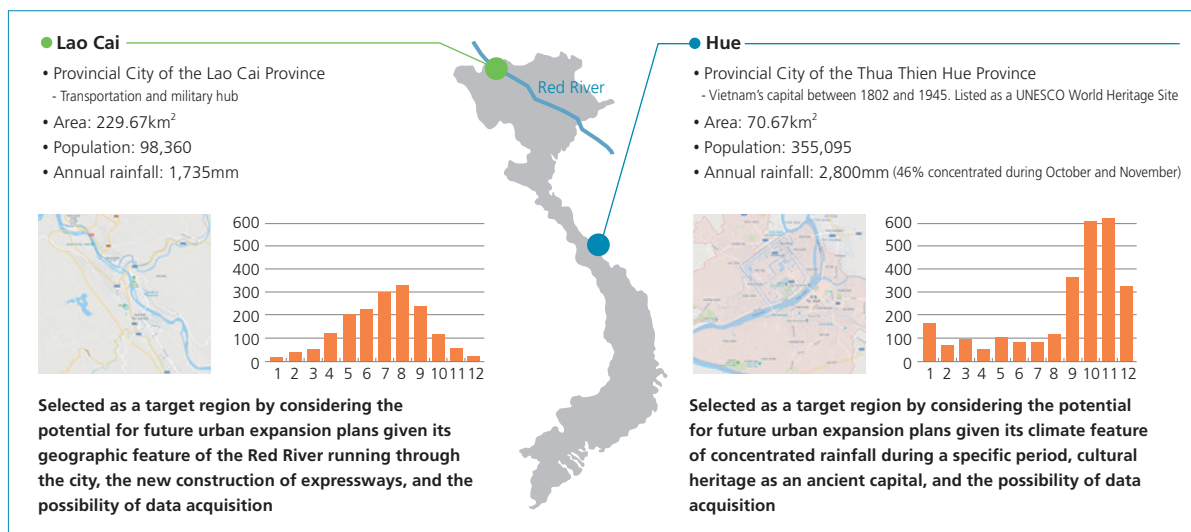 Lao Cai
• Provincial City of the Lao Cai Province
- Transportation and military hub
• Area: 229.67km²
• Population: 98,360
• Annual rainfall: 1,735mm
600
500
400
300
200
100
0
1 2 3 4 5 6 7 8 9 10 11 12
Selected as a target region by considering the
potential for future urban expansion plans given its
geographic feature of the Red River running through
the city, the new construction of expressways, and the
possibility of data acquisition
Red River
Hue
• Provincial City of the Thua Thien Hue Province
- Vietnam's capital between 1802 and 1945. Listed as a UNESCO World Heritage Site
• Area: 70.67km²
• Population: 355,095
• Annual rainfall: 2,800mm (46% concentrated during October and November)
600
500
400
300
200
100
0
1 2 3 4 5 6 7 8 9 10 11 12
Selected as a target region by considering the potential
for future urban expansion plans given its climate feature
of concentrated rainfall during a specific period, cultural
heritage as an ancient capital, and the possibility of data
acquisition